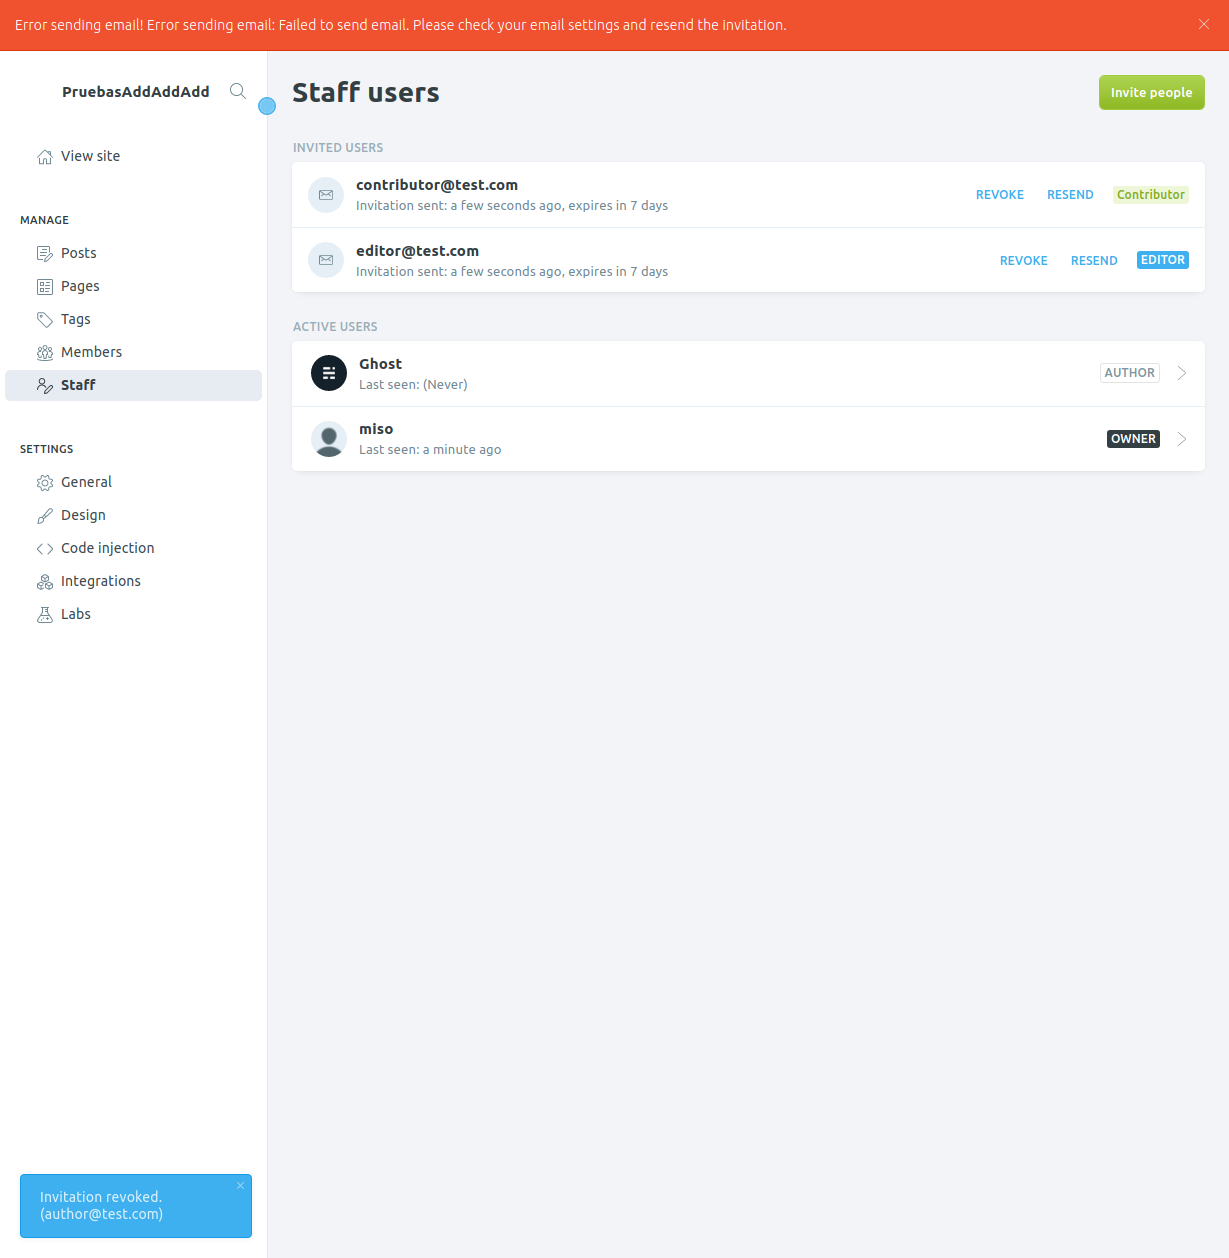 Error sending email! Error sending email: Failed to send email. Please check your email settings and resend the invitation.
PruebasAddAddAdd
View site
MANAGE
Posts
Pages
Tags
Members
Staff
SETTINGS
General
Design
Code injection
Integrations
Labs
Staff users
Invite people
INVITED USERS
contributor@test.com
Invitation sent: a few seconds ago, expires in 7 days
REVOKE RESEND Contributor
editor@test.com
Invitation sent: a few seconds ago, expires in 7 days
REVOKE RESEND EDITOR
ACTIVE USERS
Ghost
Last seen: (Never)
AUTHOR
miso
Last seen: a minute ago
OWNER
Invitation revoked.
(author@test.com)